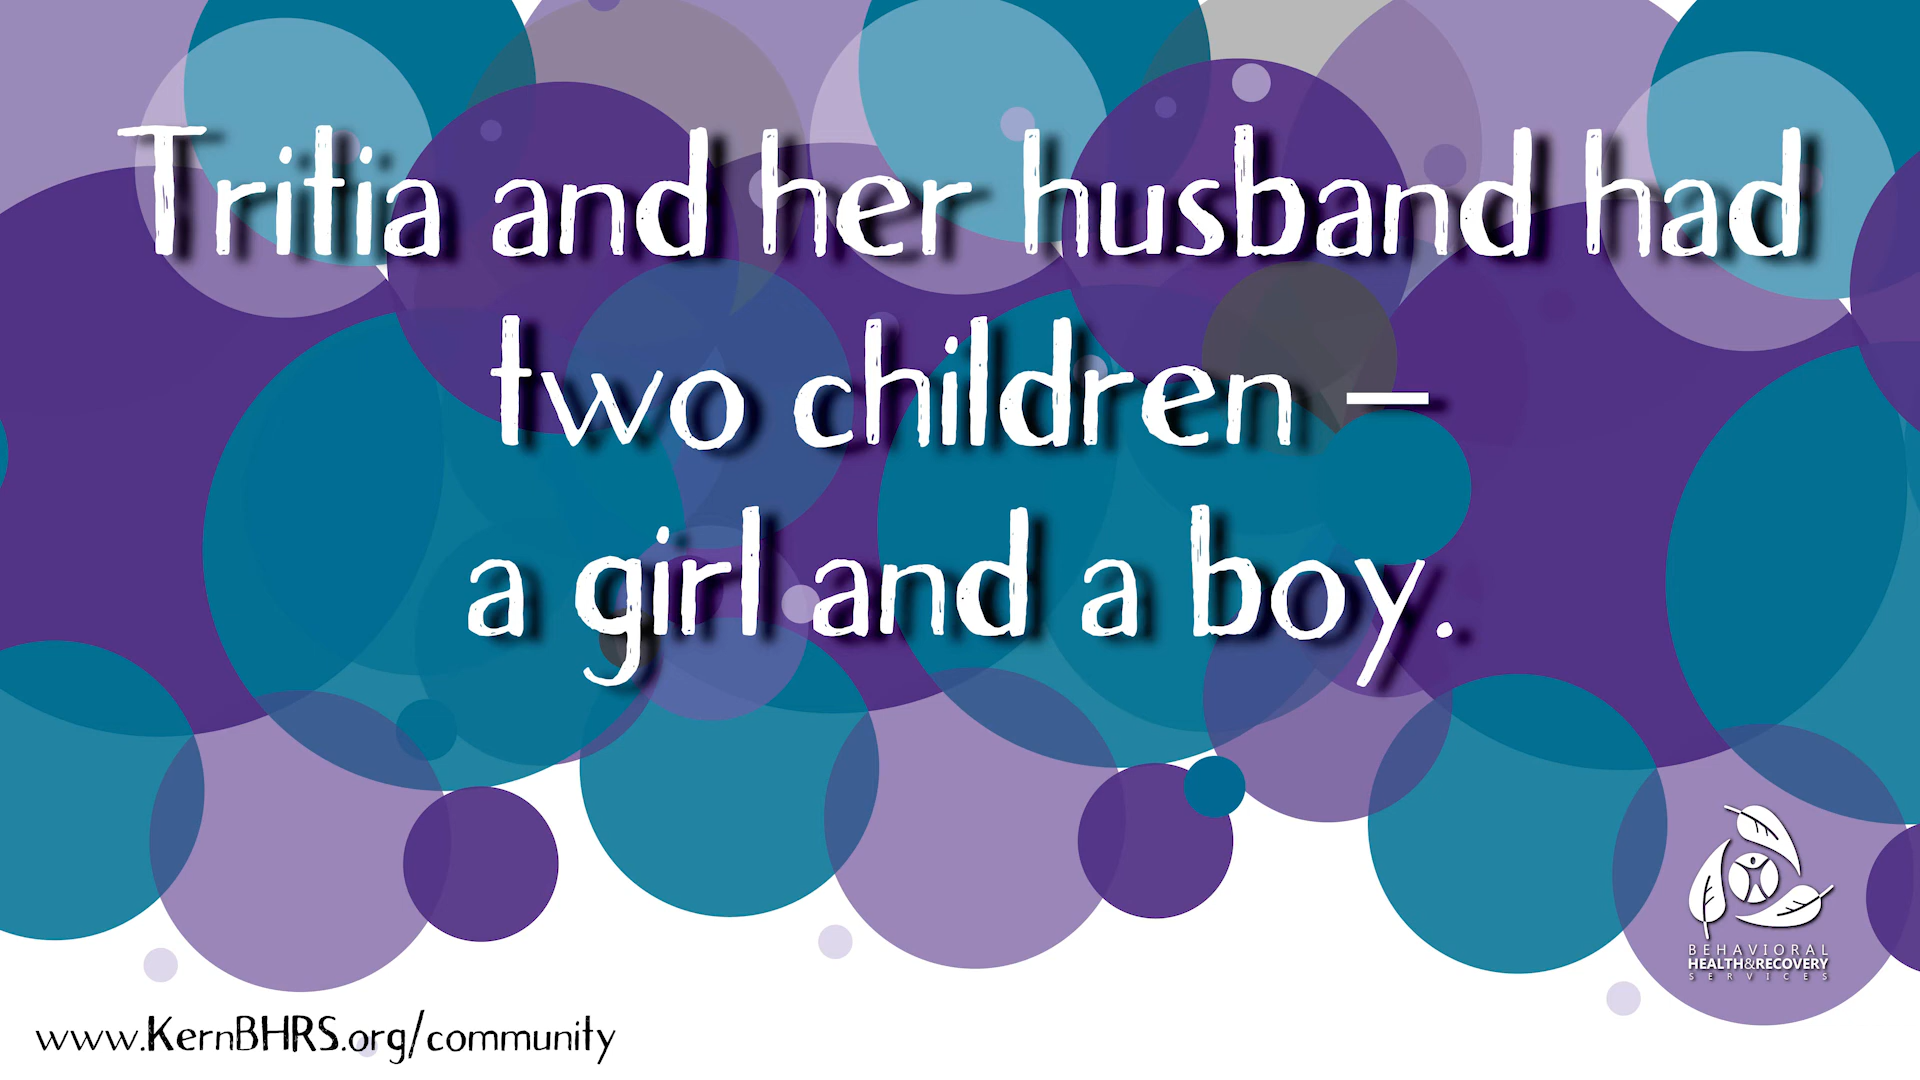 Tritia and her husband had
two children –
a girl and a boy.
BEHAVIORAL
HEALTH&RECOVERY
SERVICES
www.KernBHRS.org/community